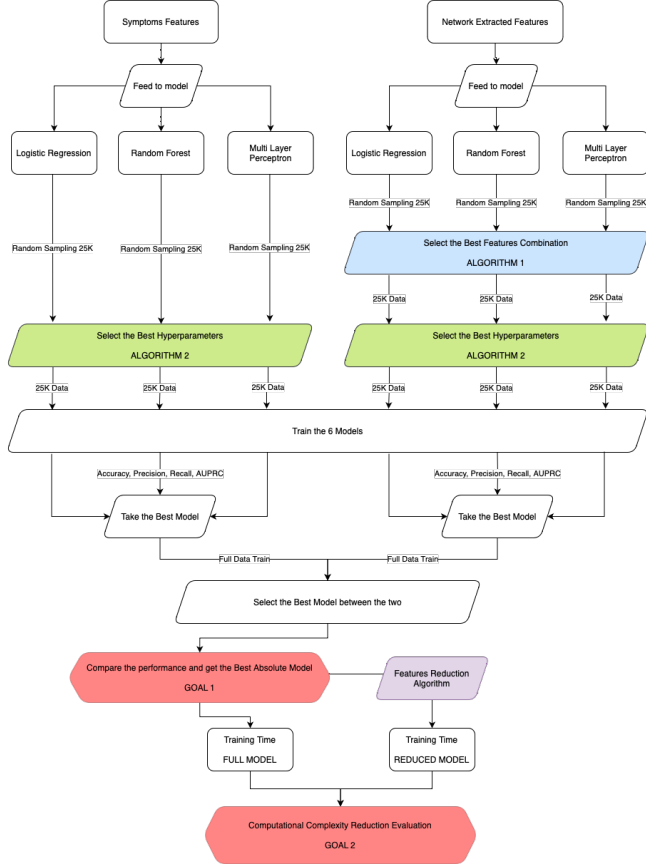 Symptoms Features
Network Extracted Features
Feed to model
Feed to model
Logistic Regression
Random Forest
Multi Layer
Perceptron
Logistic Regression
Random Forest
Multi Layer
Perceptron
Random Sampling 25K
Random Sampling 25K
Random Sampling 25K
Random Sampling 25K
Random Sampling 25K
Random Sampling 25K
Select the Best Features Combination
ALGORITHM 1
25K Data
25K Data
25K Data
Select the Best Hyperparameters
ALGORITHM 2
Select the Best Hyperparameters
ALGORITHM 2
25K Data
25K Data
25K Data
25K Data
25K Data
25K Data
Train the 6 Models
Accuracy, Precision, Recall, AUPRC
Accuracy, Precision, Recall, AUPRC
Take the Best Model
Take the Best Model
Full Data Train
Full Data Train
Select the Best Model between the two
Compare the performance and get the Best Absolute Model
GOAL 1
Features Reduction
Algorithm
Training Time
FULL MODEL
Training Time
REDUCED MODEL
Computational Complexity Reduction Evaluation
GOAL 2